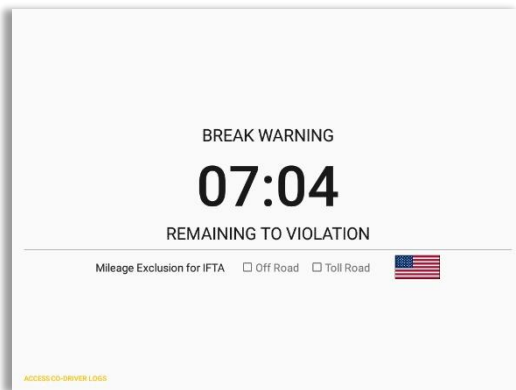 BREAK WARNING
07:04
REMAINING TO VIOLATION
Mileage Exclusion for IFTA Off Road Toll Road
ACCESS CO-DRIVER LOGS